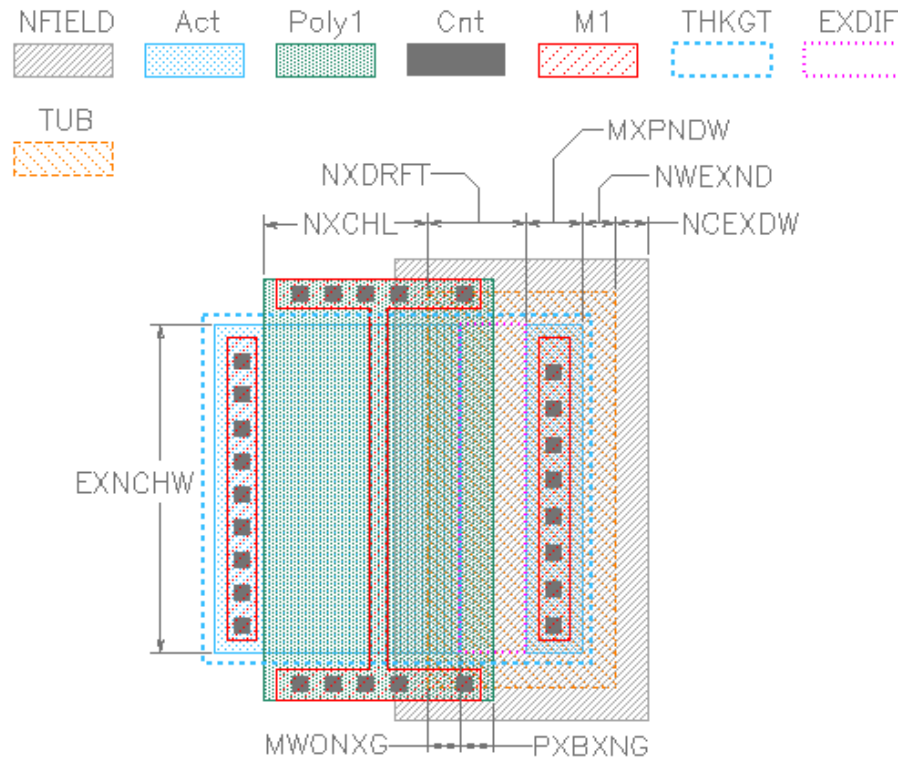 NFIELD Act Poly1 Cnt M1 THKGT EXDIF
TUB
MXPNDW
NXDRFT NWEXND
NXCHL NCEXDW
EXNCHW
MWONXG PXBXNG